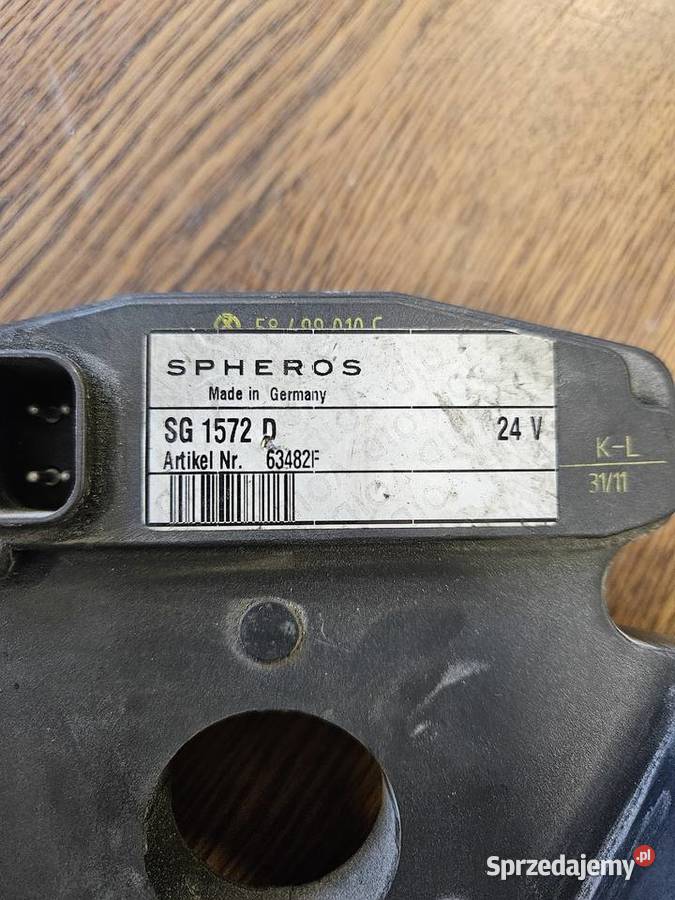 SPHEROS
Made in Germany
SG 1572 D
24 V
Artikel Nr. 63482F
K-L
31/11
Sprzedajemy.pl